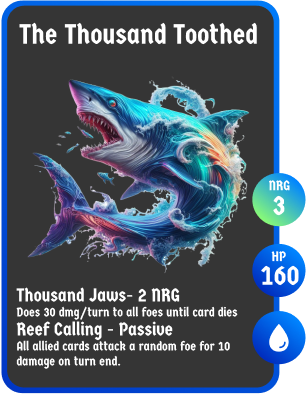 The Thousand Toothed
NRG
3
HP
160
Thousand Jaws- 2 NRG
Does 30 dmg/turn to all foes until card dies
Reef Calling - Passive
All allied cards attack a random foe for 10
damage on turn end.